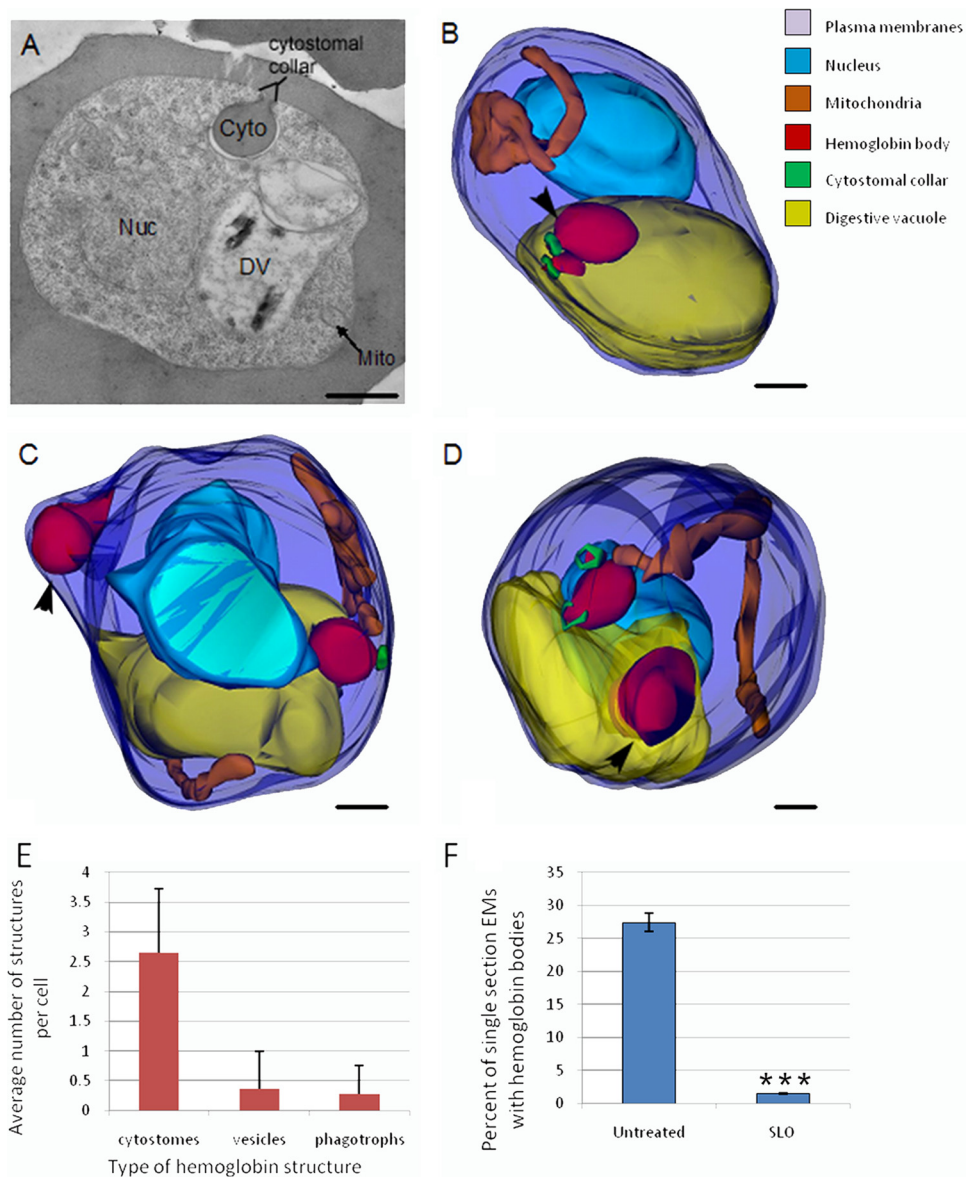 A
cytostomal
collar
Cyto
Nuc
DV
Mito
B
Plasma membranes
Nucleus
Mitochondria
Hemoglobin body
Cytostomal collar
Digestive vacuole
C
D
E
Average number of structures
per cell
4
3.5
3
2.5
2
1.5
1
0.5
0
cytostomes vesicles phagotrophs
Type of hemoglobin structure
F
Percent of single section EMs
with hemoglobin bodies
35
30
25
20
15
10
5
0
***
Untreated SLO